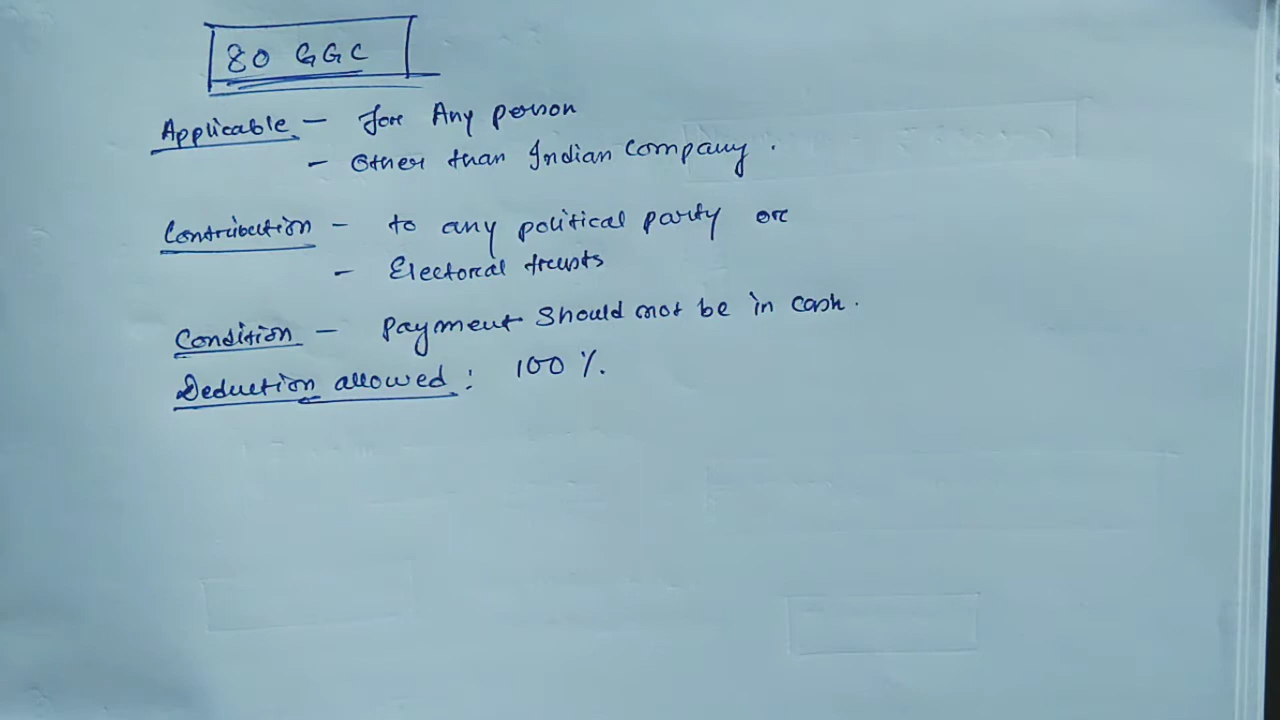 80 GGC
Applicable - for Any person
- Other than Indian Company.
Contribution - to any political party or
- Electoral trusts
Condition - Payment should not be in cash.
Deduction allowed : 100 %.